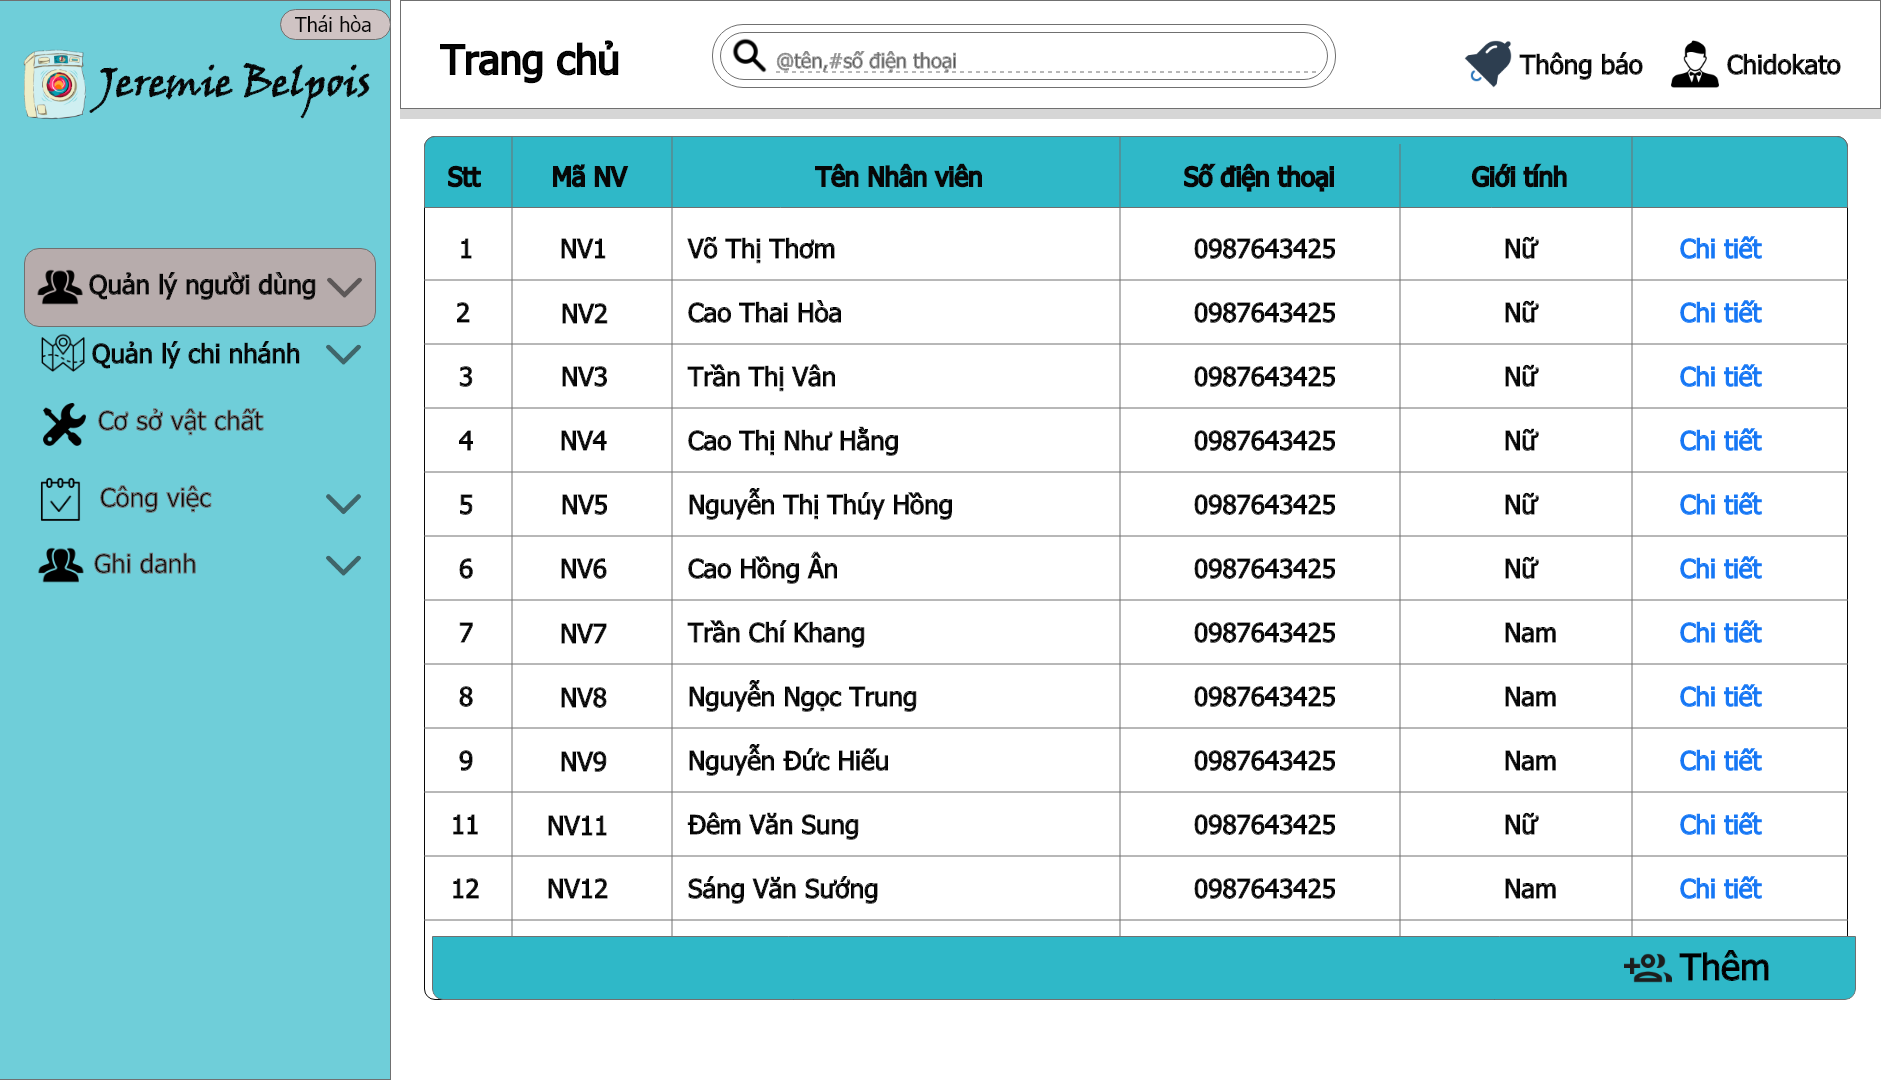 Thái hòa
Jeremie Belpois
Quản lý người dùng
Quản lý chi nhánh
Cơ sở vật chất
Công việc
Ghi danh
Trang chủ
@tên,#số điện thoại
Thông báo
Chidokato
Stt Mã NV Tên Nhân viên Số điện thoại Giới tính
1 NV1 Võ Thị Thơm 0987643425 Nữ Chi tiết
2 NV2 Cao Thai Hòa 0987643425 Nữ Chi tiết
3 NV3 Trần Thị Vân 0987643425 Nữ Chi tiết
4 NV4 Cao Thị Như Hằng 0987643425 Nữ Chi tiết
5 NV5 Nguyễn Thị Thúy Hồng 0987643425 Nữ Chi tiết
6 NV6 Cao Hồng Ân 0987643425 Nữ Chi tiết
7 NV7 Trần Chí Khang 0987643425 Nam Chi tiết
8 NV8 Nguyễn Ngọc Trung 0987643425 Nam Chi tiết
9 NV9 Nguyễn Đức Hiếu 0987643425 Nam Chi tiết
11 NV11 Đêm Văn Sung 0987643425 Nữ Chi tiết
12 NV12 Sáng Văn Sướng 0987643425 Nam Chi tiết
Thêm